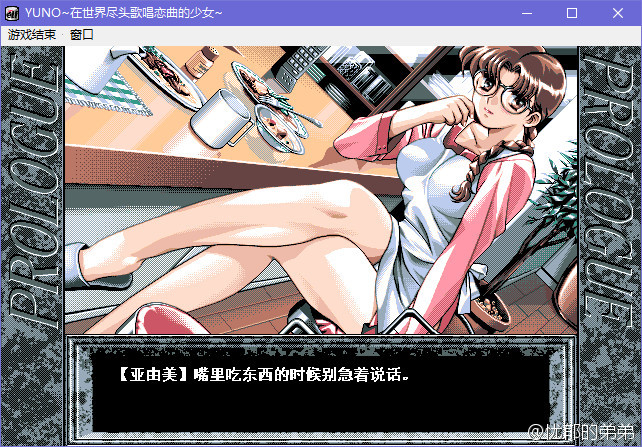 YUNO~在世界尽头歌唱恋曲的少女~
游戏结束 窗口
PROLOGUE
PROLOGUE
【亚由美】嘴里吃东西的时候别急着说话。
@忧郁的弟弟